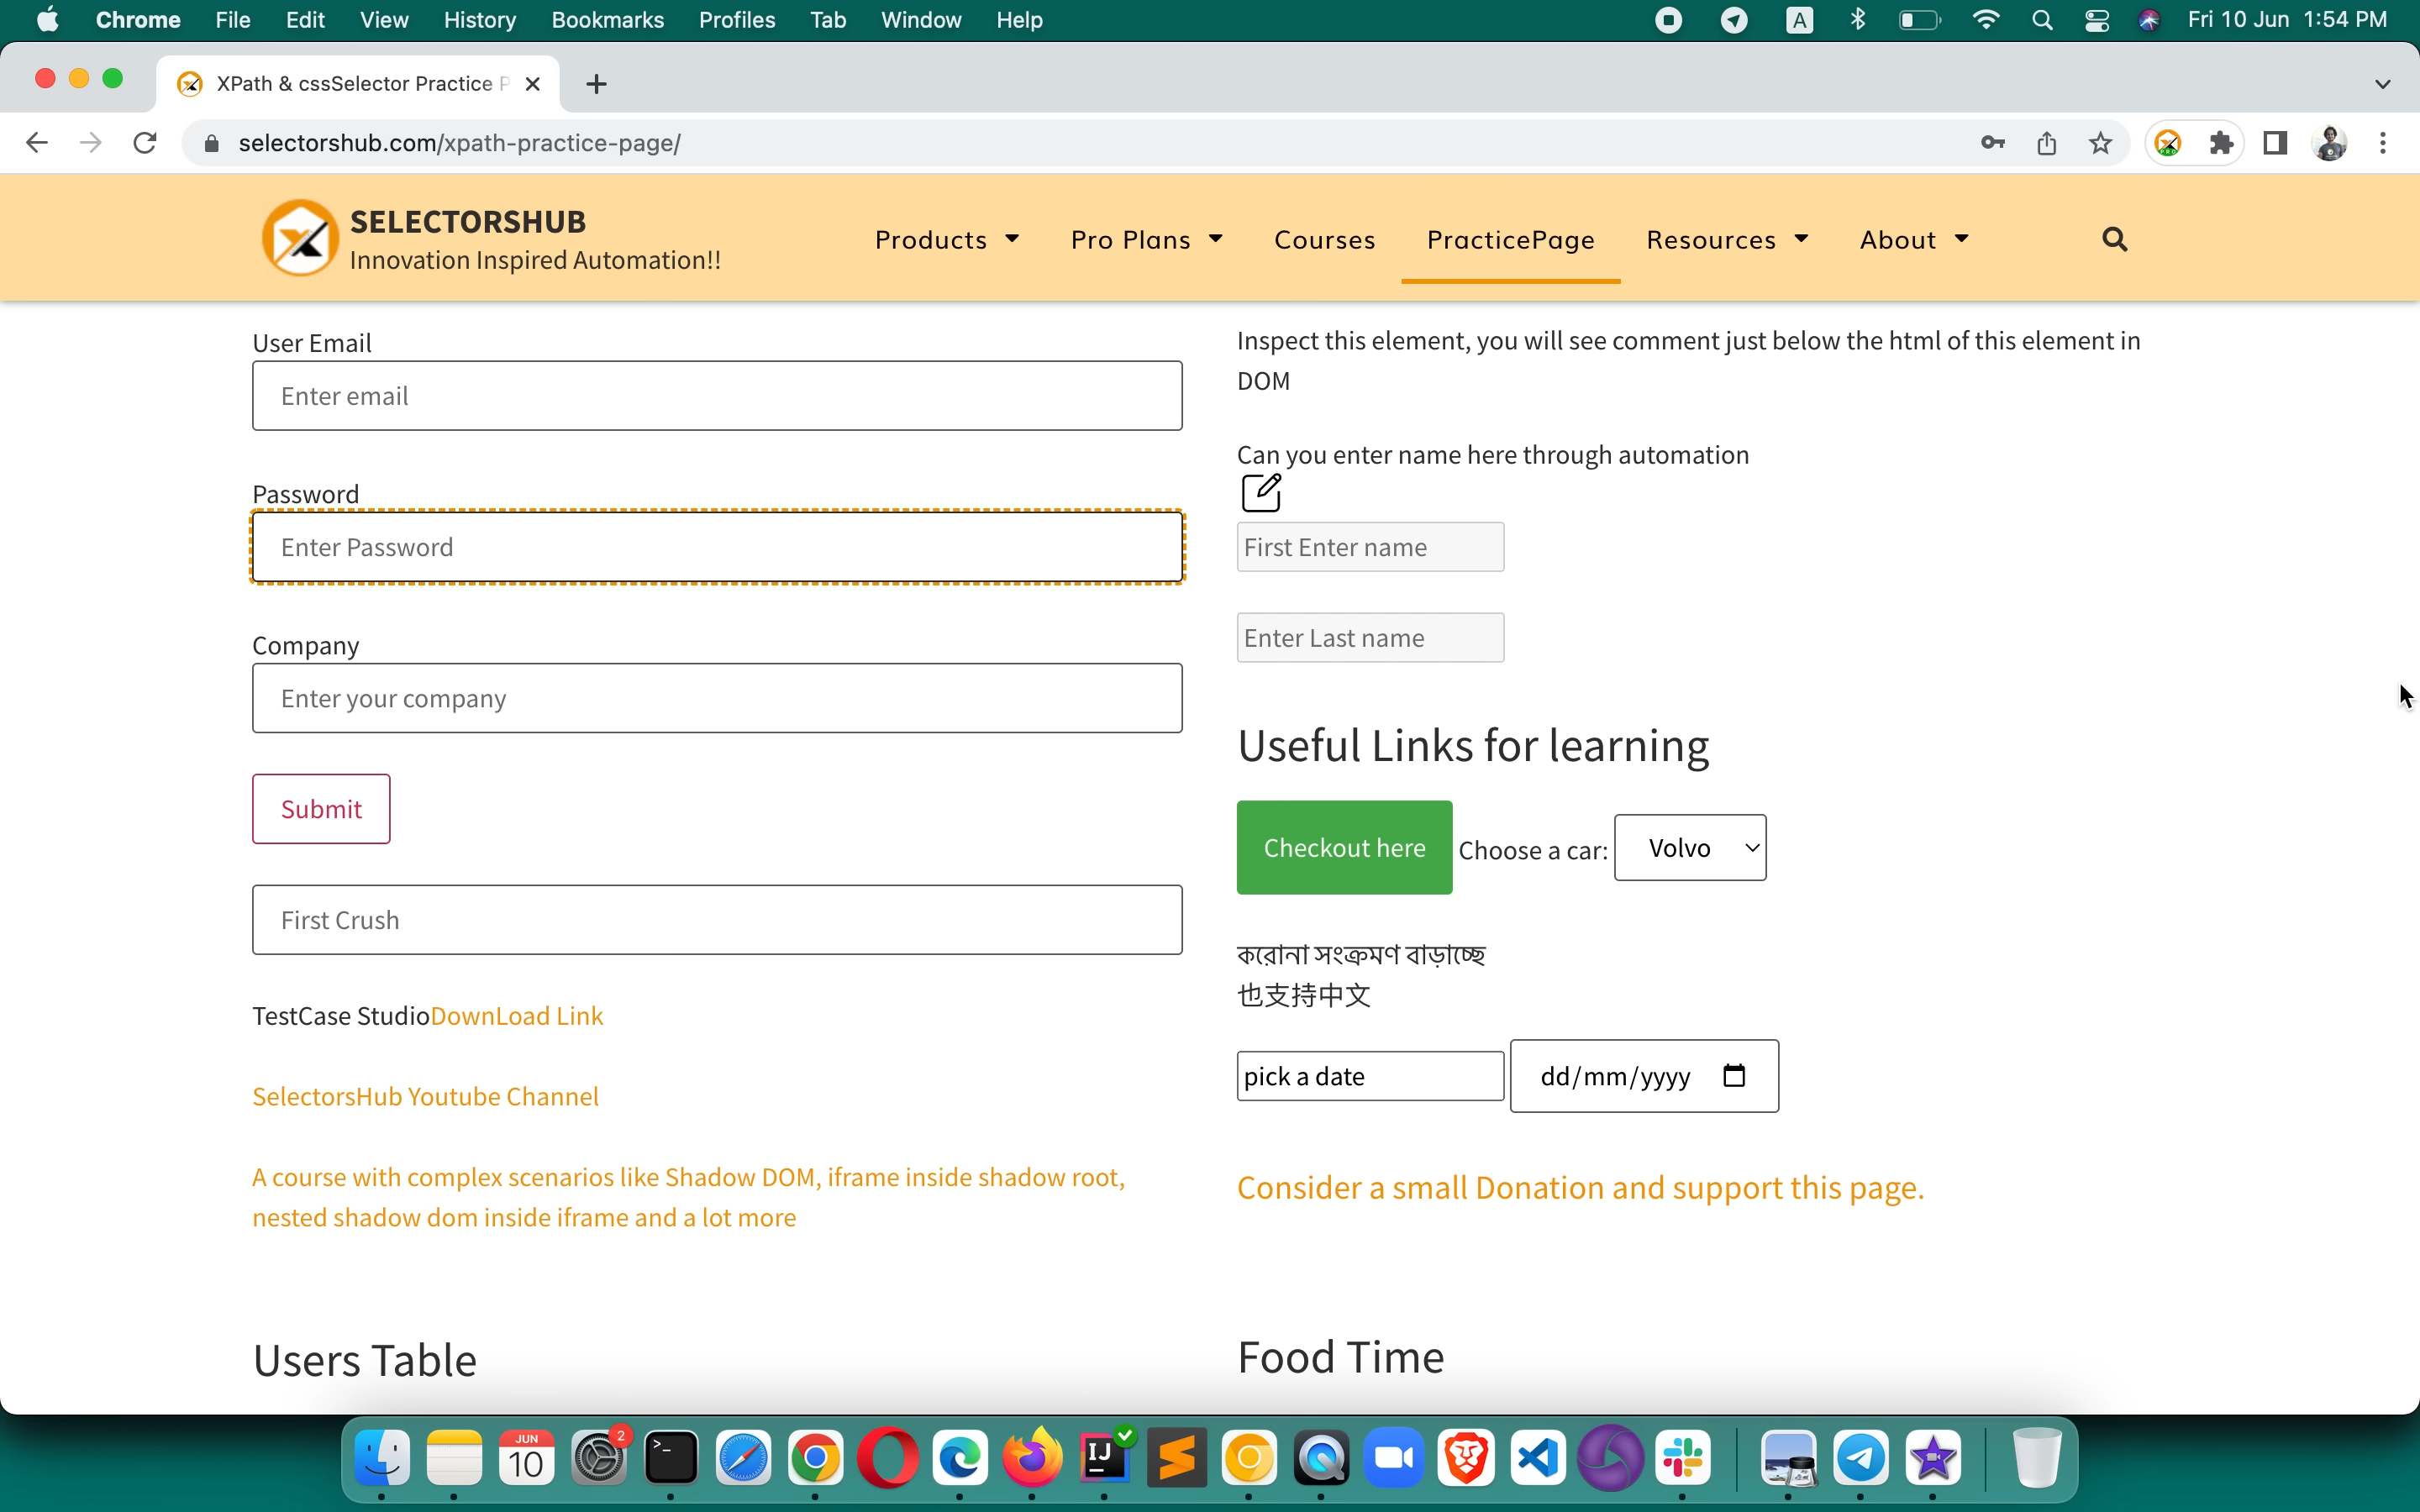 Chrome File Edit View History Bookmarks Profiles Tab Window Help A Fri 10 Jun 1:54 PM
XPath & cssSelector Practice P
selectorshub.com/xpath-practice-page/
SELECTORSHUB
Innovation Inspired Automation!!
Products Pro Plans Courses PracticePage Resources About
User Email
Enter email
Password
Enter Password
Company
Enter your company
Submit
First Crush
TestCase StudioDownLoad Link
SelectorsHub Youtube Channel
A course with complex scenarios like Shadow DOM, iframe inside shadow root,
nested shadow dom inside iframe and a lot more
Users Table
Inspect this element, you will see comment just below the html of this element in
DOM
Can you enter name here through automation
First Enter name
Enter Last name
Useful Links for learning
Checkout here Choose a car: Volvo
করোনা সংক্রমণ বাড়াচ্ছে
也支持中文
pick a date dd/mm/yyyy
Consider a small Donation and support this page.
Food Time
JUN
10
2
>_
IJ